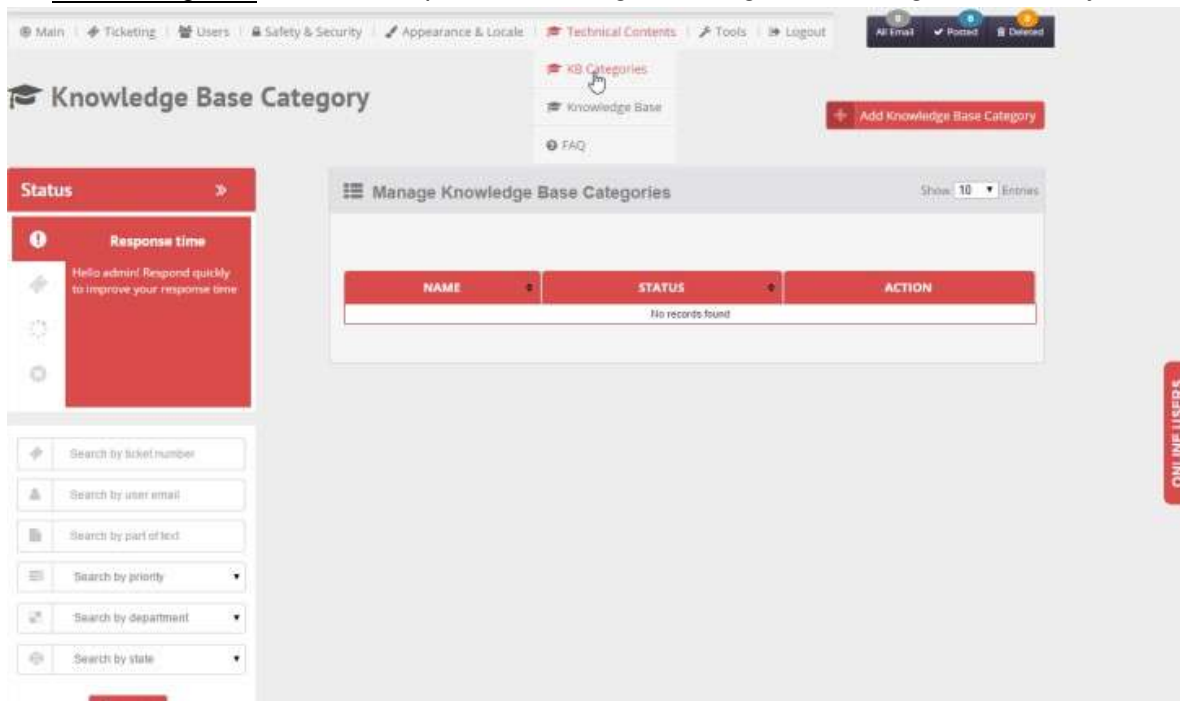 Main Ticketing Users Safety & Security Appearance & Locale Technical Contents Tools Logout
0 0 0
All Email Posted Deleted
KB Categories
Knowledge Base Category
Knowledge Base
Add Knowledge Base Category
FAQ
Status
Manage Knowledge Base Categories
Show 10 Entries
Response time
Hello admin! Respond quickly
to improve your response time
NAME STATUS ACTION
No records found
ONLINE USERS
Search by ticket number
Search by user email
Search by part of text
Search by priority
Search by department
Search by state